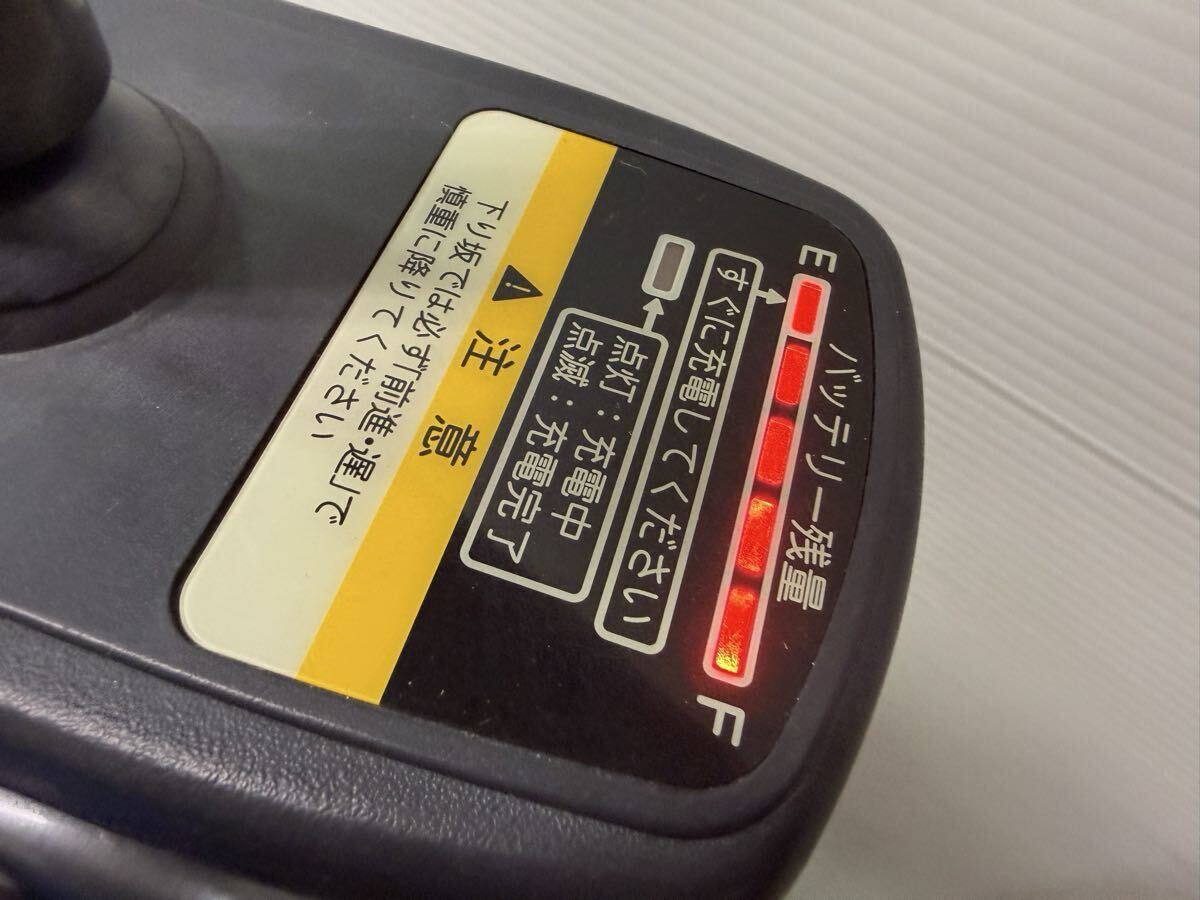 バッテリー残量
E
F
すぐに充電してください
点灯：充電中
点滅：充電完了
注意
下り坂では必ず「前進・遅」で
慎重に降りてください